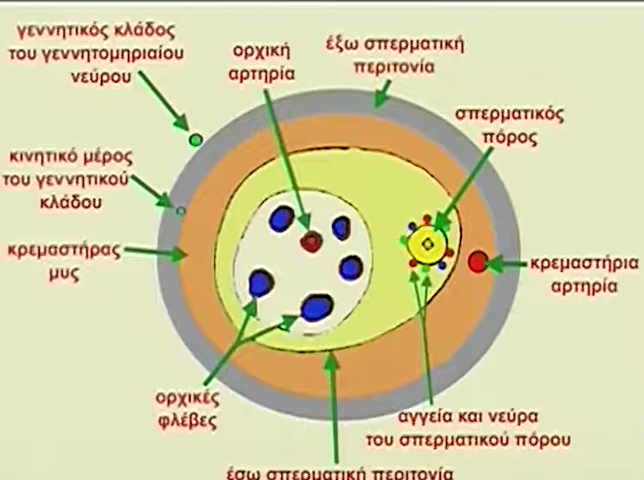 γεννητικός κλάδος
του γεννητομηριαίου
νεύρου
ορχική
αρτηρία
έξω σπερματική
περιτονία
σπερματικός
πόρος
κινητικό μέρος
του γεννητικού
κλάδου
κρεμαστήρας
μυς
κρεμαστήρια
αρτηρία
ορχικές
φλέβες
αγγεία και νεύρα
του σπερματικού πόρου
έσω σπερματική περιτονία